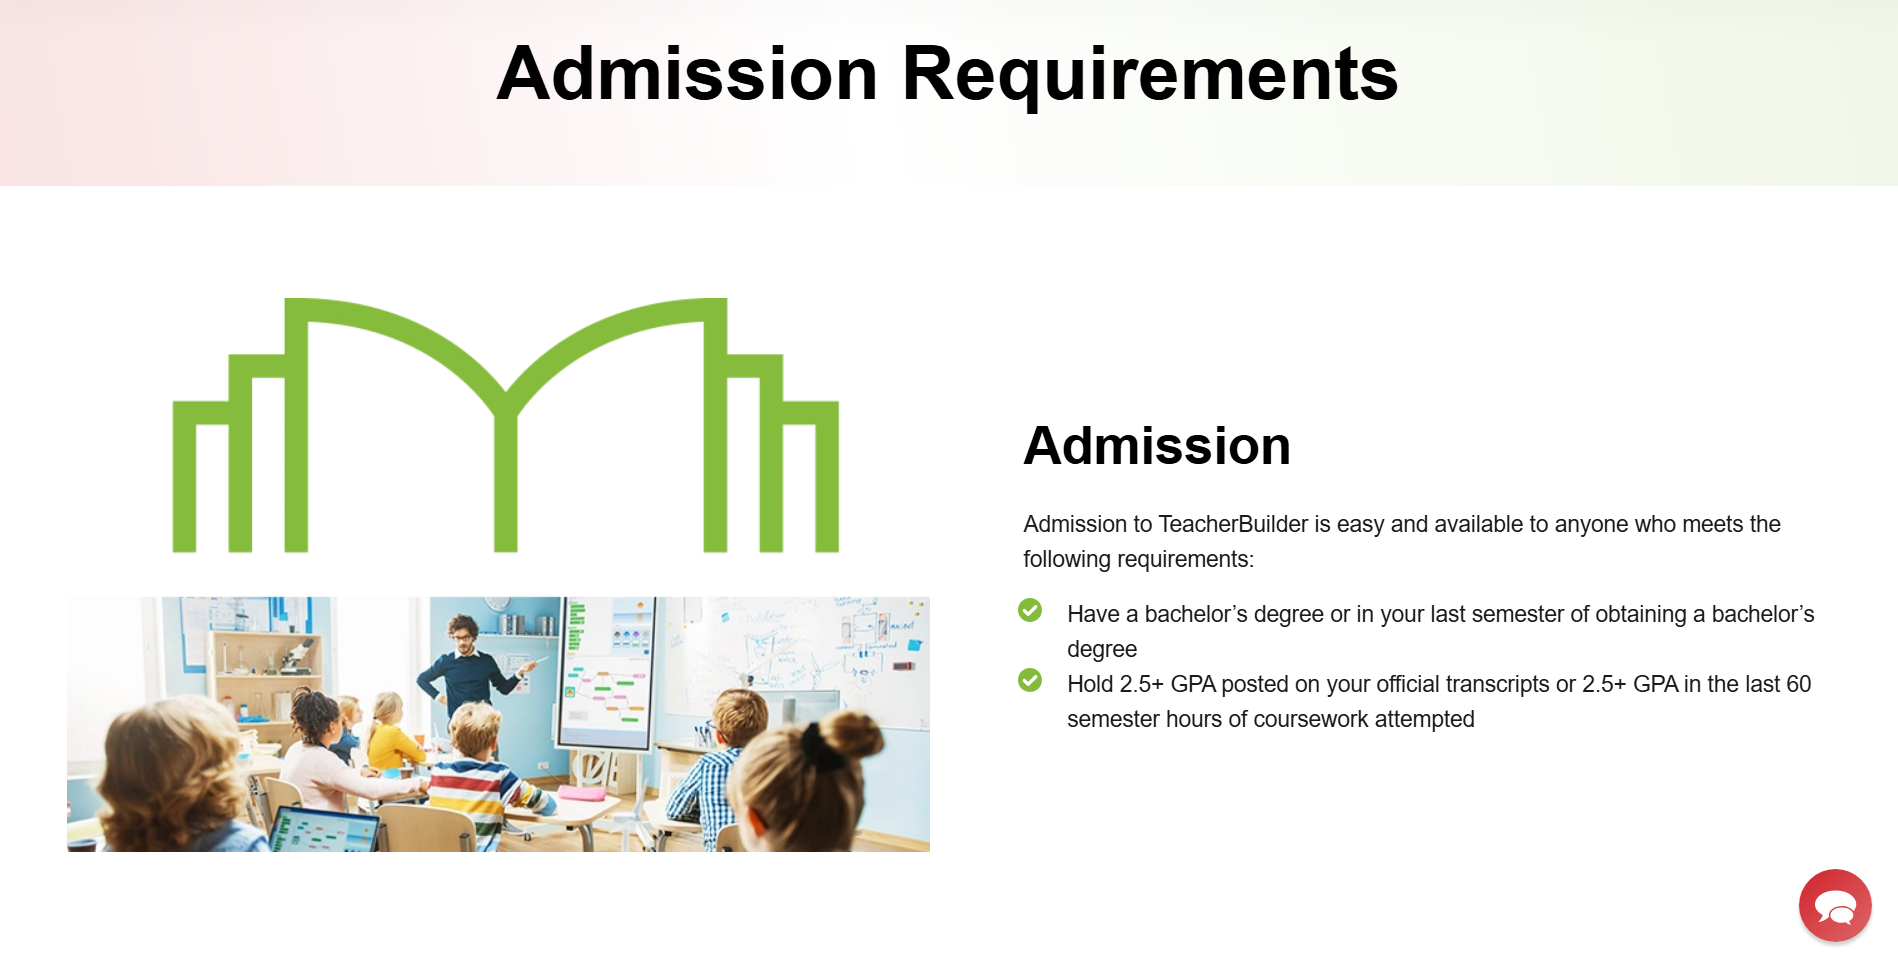 Admission Requirements
Admission
Admission to TeacherBuilder is easy and available to anyone who meets the
following requirements:
Have a bachelor’s degree or in your last semester of obtaining a bachelor’s
degree
Hold 2.5+ GPA posted on your official transcripts or 2.5+ GPA in the last 60
semester hours of coursework attempted